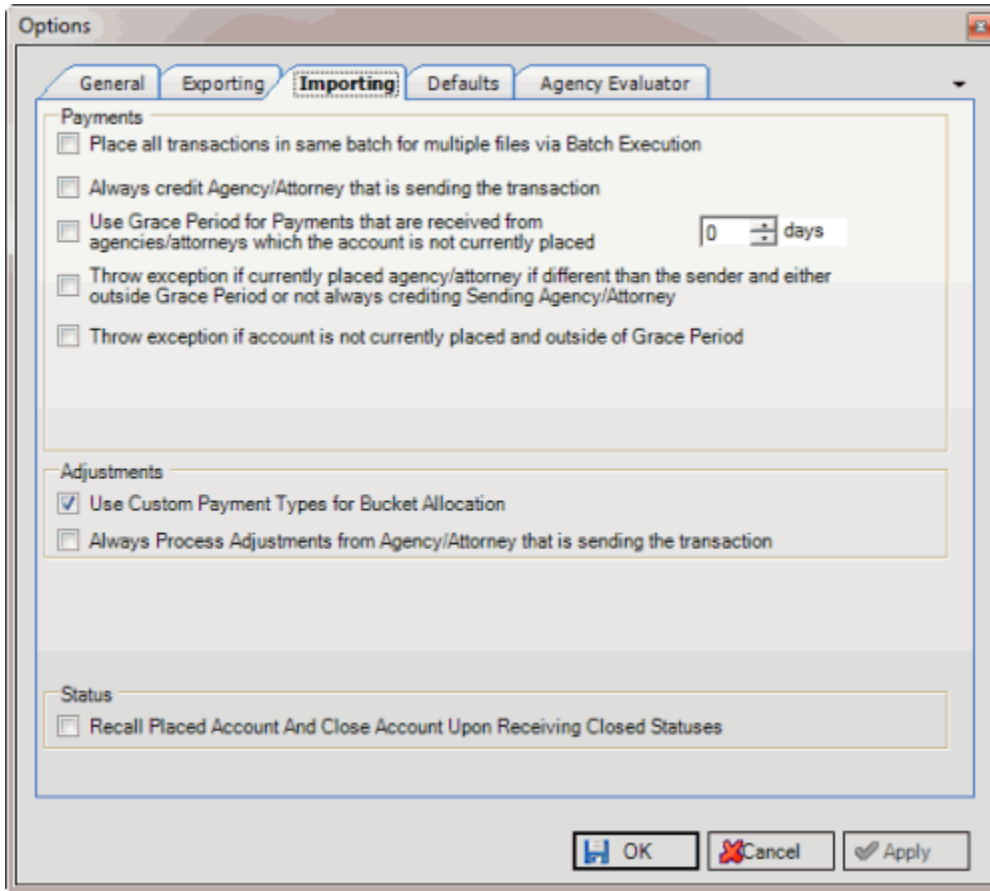 Options
General Exporting Importing Defaults Agency Evaluator
Payments
Place all transactions in same batch for multiple files via Batch Execution
Always credit Agency/Attorney that is sending the transaction
Use Grace Period for Payments that are received from
agencies/attorneys which the account is not currently placed
0 days
Throw exception if currently placed agency/attorney if different than the sender and either
outside Grace Period or not always crediting Sending Agency/Attorney
Throw exception if account is not currently placed and outside of Grace Period
Adjustments
Use Custom Payment Types for Bucket Allocation
Always Process Adjustments from Agency/Attorney that is sending the transaction
Status
Recall Placed Account And Close Account Upon Receiving Closed Statuses
OK Cancel Apply